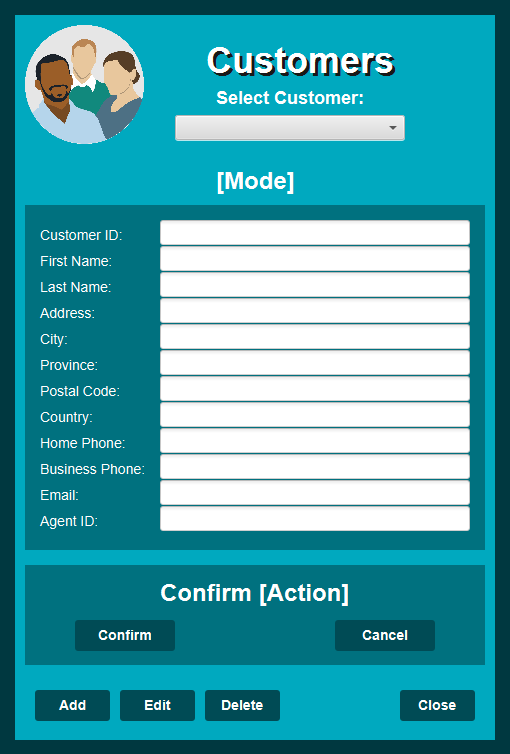 Customers
Select Customer:
[Mode]
Customer ID:
First Name:
Last Name:
Address:
City:
Province:
Postal Code:
Country:
Home Phone:
Business Phone:
Email:
Agent ID:
Confirm [Action]
Confirm Cancel
Add Edit Delete Close